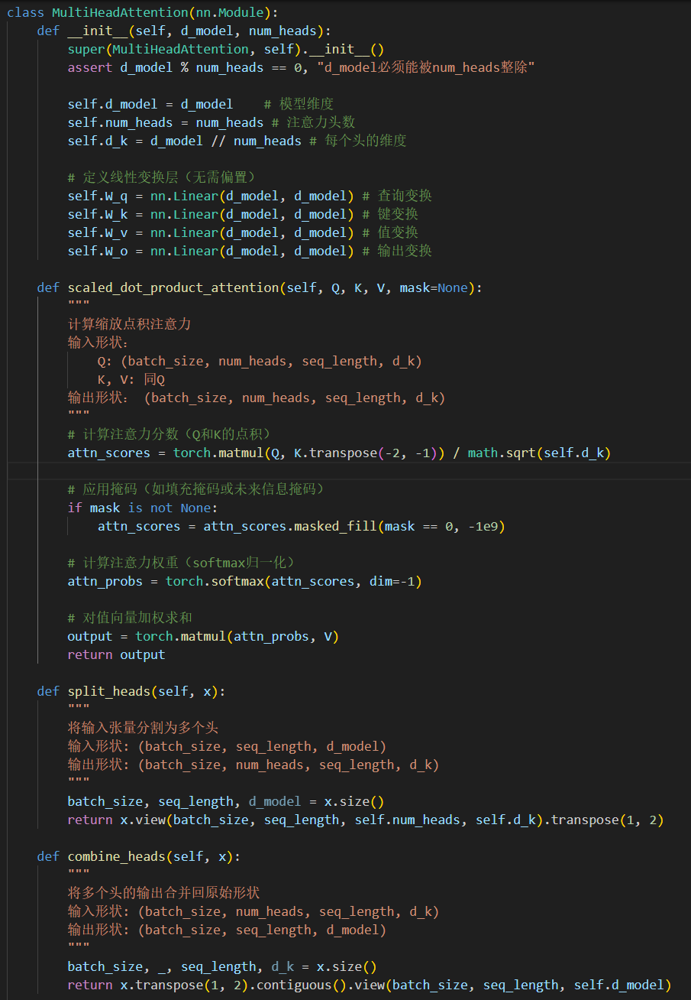 class MultiHeadAttention(nn.Module):
    def __init__(self, d_model, num_heads):
        super(MultiHeadAttention, self).__init__()
        assert d_model % num_heads == 0, "d_model必须能被num_heads整除"

        self.d_model = d_model    # 模型维度
        self.num_heads = num_heads # 注意力头数
        self.d_k = d_model // num_heads # 每个头的维度

        # 定义线性变换层（无需偏置）
        self.W_q = nn.Linear(d_model, d_model) # 查询变换
        self.W_k = nn.Linear(d_model, d_model) # 键变换
        self.W_v = nn.Linear(d_model, d_model) # 值变换
        self.W_o = nn.Linear(d_model, d_model) # 输出变换

    def scaled_dot_product_attention(self, Q, K, V, mask=None):
        """
        计算缩放点积注意力
        输入形状：
            Q: (batch_size, num_heads, seq_length, d_k)
            K, V: 同Q
        输出形状： (batch_size, num_heads, seq_length, d_k)
        """
        # 计算注意力分数（Q和K的点积）
        attn_scores = torch.matmul(Q, K.transpose(-2, -1)) / math.sqrt(self.d_k)

        # 应用掩码（如填充掩码或未来信息掩码）
        if mask is not None:
            attn_scores = attn_scores.masked_fill(mask == 0, -1e9)

        # 计算注意力权重（softmax归一化）
        attn_probs = torch.softmax(attn_scores, dim=-1)

        # 对值向量加权求和
        output = torch.matmul(attn_probs, V)
        return output

    def split_heads(self, x):
        """
        将输入张量分割为多个头
        输入形状: (batch_size, seq_length, d_model)
        输出形状: (batch_size, num_heads, seq_length, d_k)
        """
        batch_size, seq_length, d_model = x.size()
        return x.view(batch_size, seq_length, self.num_heads, self.d_k).transpose(1, 2)

    def combine_heads(self, x):
        """
        将多个头的输出合并回原始形状
        输入形状: (batch_size, num_heads, seq_length, d_k)
        输出形状: (batch_size, seq_length, d_model)
        """
        batch_size, _, seq_length, d_k = x.size()
        return x.transpose(1, 2).contiguous().view(batch_size, seq_length, self.d_model)